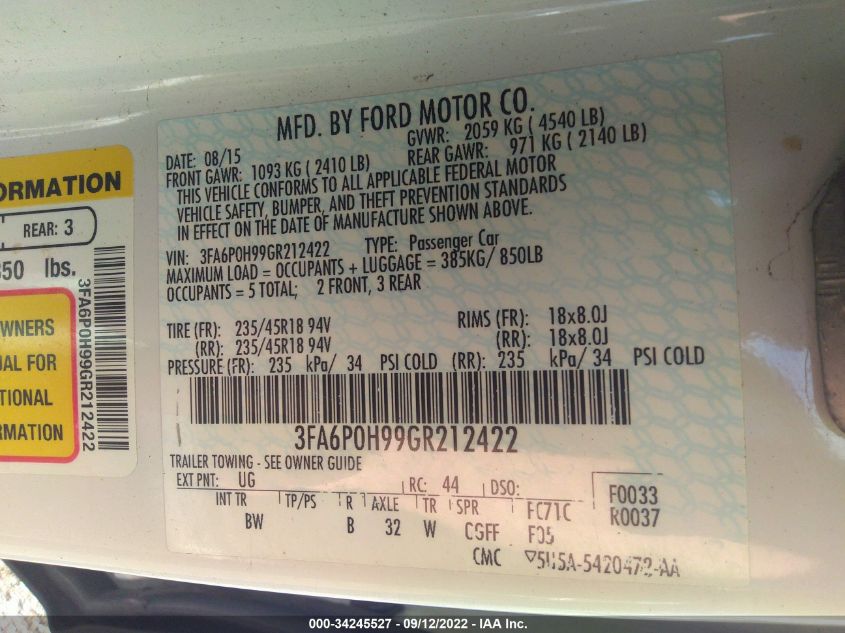 MFD. BY FORD MOTOR CO.
DATE: 08/15 GVWR: 2059 KG ( 4540 LB)
FRONT GAWR: 1093 KG ( 2410 LB) REAR GAWR: 971 KG ( 2140 LB)
THIS VEHICLE CONFORMS TO ALL APPLICABLE FEDERAL MOTOR
VEHICLE SAFETY, BUMPER, AND THEFT PREVENTION STANDARDS
IN EFFECT ON THE DATE OF MANUFACTURE SHOWN ABOVE.
VIN: 3FA6P0H99GR212422 TYPE: Passenger Car
MAXIMUM LOAD = OCCUPANTS + LUGGAGE = 385KG/ 850LB
OCCUPANTS = 5 TOTAL; 2 FRONT, 3 REAR
TIRE (FR): 235/45R18 94V RIMS (FR): 18x8.0J
(RR): 235/45R18 94V (RR): 18x8.0J
PRESSURE (FR): 235 kPa/ 34 PSI COLD (RR): 235 kPa/ 34 PSI COLD
3FA6P0H99GR212422
TRAILER TOWING - SEE OWNER GUIDE
EXT PNT: UG RC: 44 DSO:
INT TR TP/PS R AXLE TR SPR FC71C F0033
BW B 32 W CGFF F05 R0037
CMC 5U5A-5420472-AA
ORMATION
REAR: 3
850 lbs.
3FA6P0H99GR212422
OWNERS
UAL FOR
TIONAL
RMATION
000-34245527 - 09/12/2022 - IAA Inc.